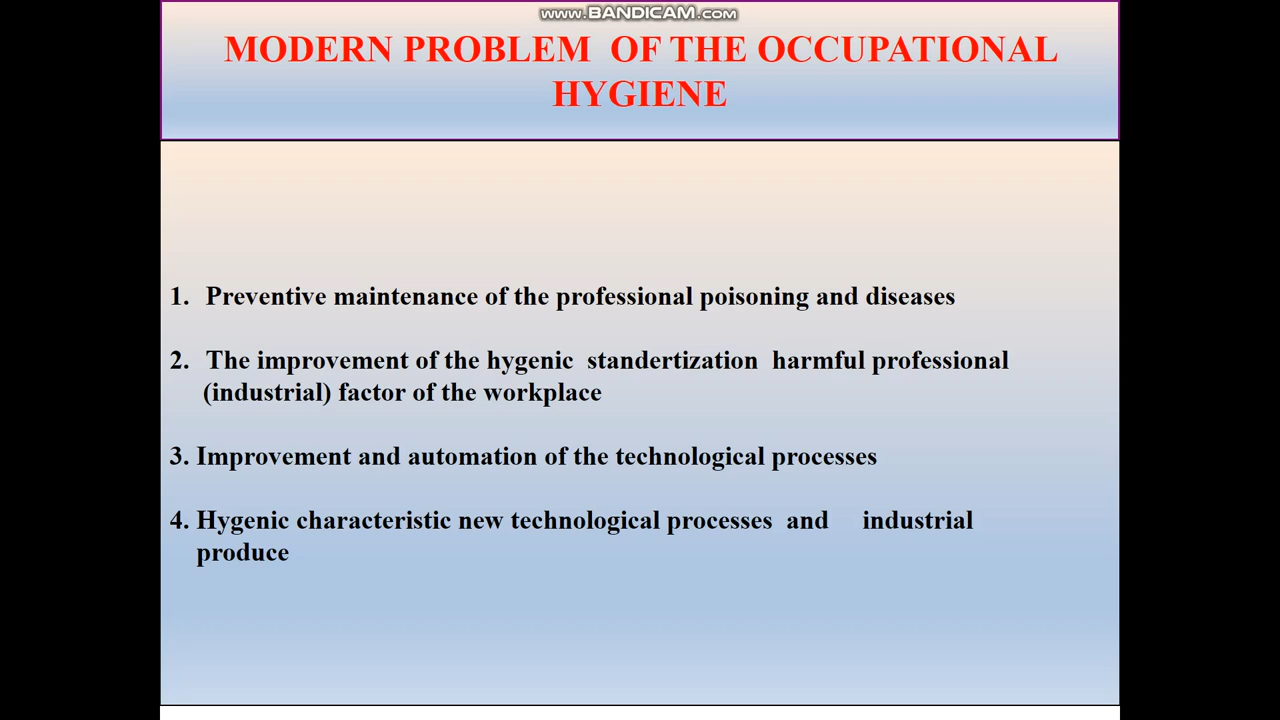 www.BANDICAM.com
MODERN PROBLEM OF THE OCCUPATIONAL
HYGIENE
1. Preventive maintenance of the professional poisoning and diseases
2. The improvement of the hygenic standertization harmful professional
(industrial) factor of the workplace
3. Improvement and automation of the technological processes
4. Hygenic characteristic new technological processes and industrial
produce